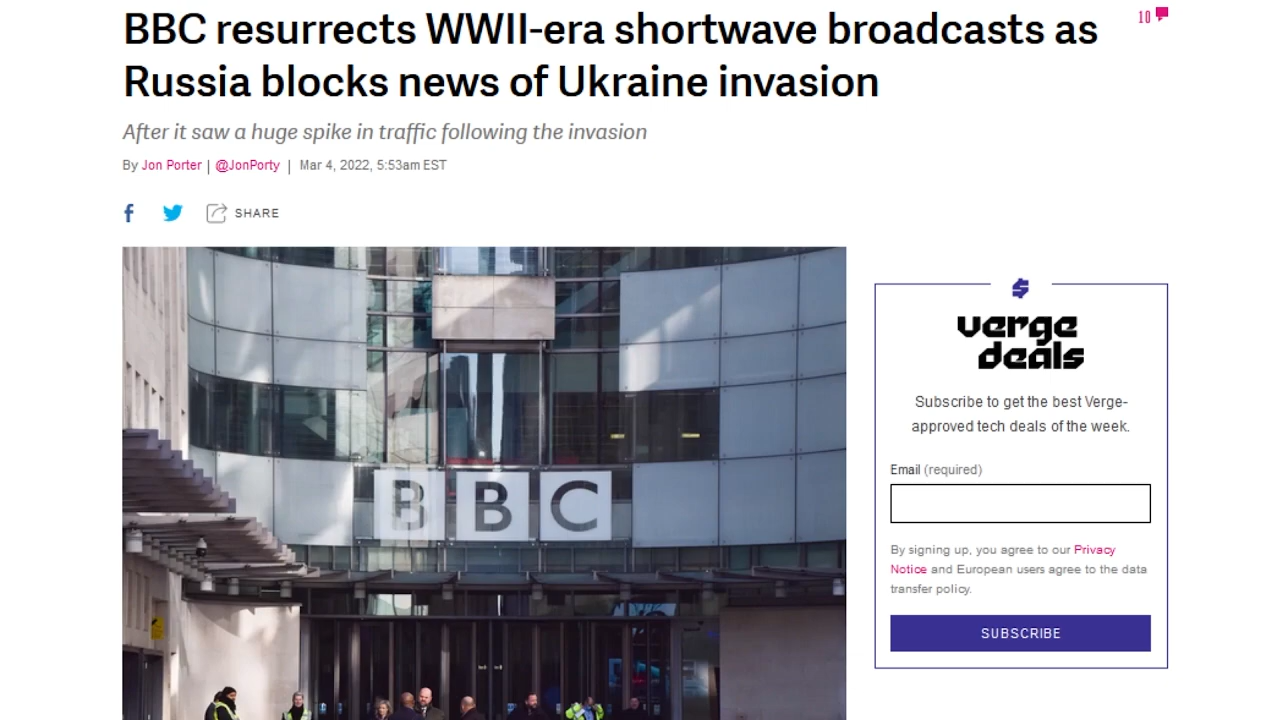 BBC resurrects WWII-era shortwave broadcasts as
Russia blocks news of Ukraine invasion
10
After it saw a huge spike in traffic following the invasion
By Jon Porter | @JonPorty | Mar 4, 2022, 5:53am EST
f
SHARE
BBC
verge
deals
Subscribe to get the best Verge-
approved tech deals of the week.
Email (required)
By signing up, you agree to our Privacy
Notice and European users agree to the data
transfer policy.
SUBSCRIBE